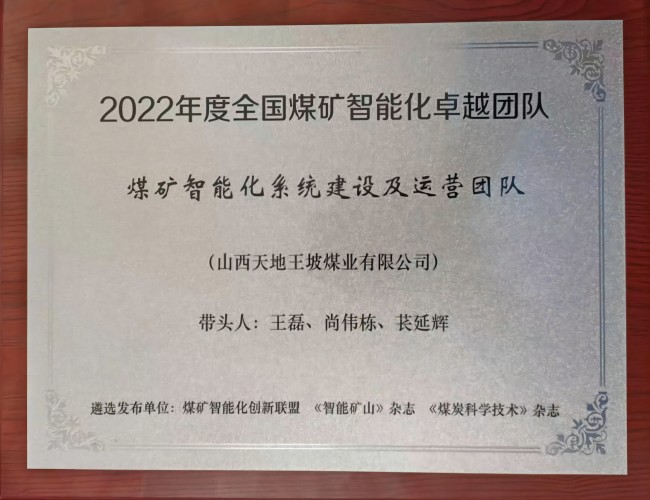 2022年度全国煤矿智能化卓越团队
煤矿智能化系统建设及运营团队
（山西天地王坡煤业有限公司）
带头人：王磊、尚伟栋、苌延辉
遴选发布单位：煤矿智能化创新联盟 《智能矿山》杂志 《煤炭科学技术》杂志